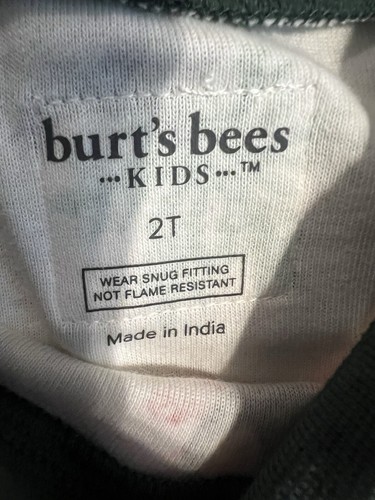 burt's bees
···KIDS···™
2T
WEAR SNUG FITTING
NOT FLAME RESISTANT
Made in India